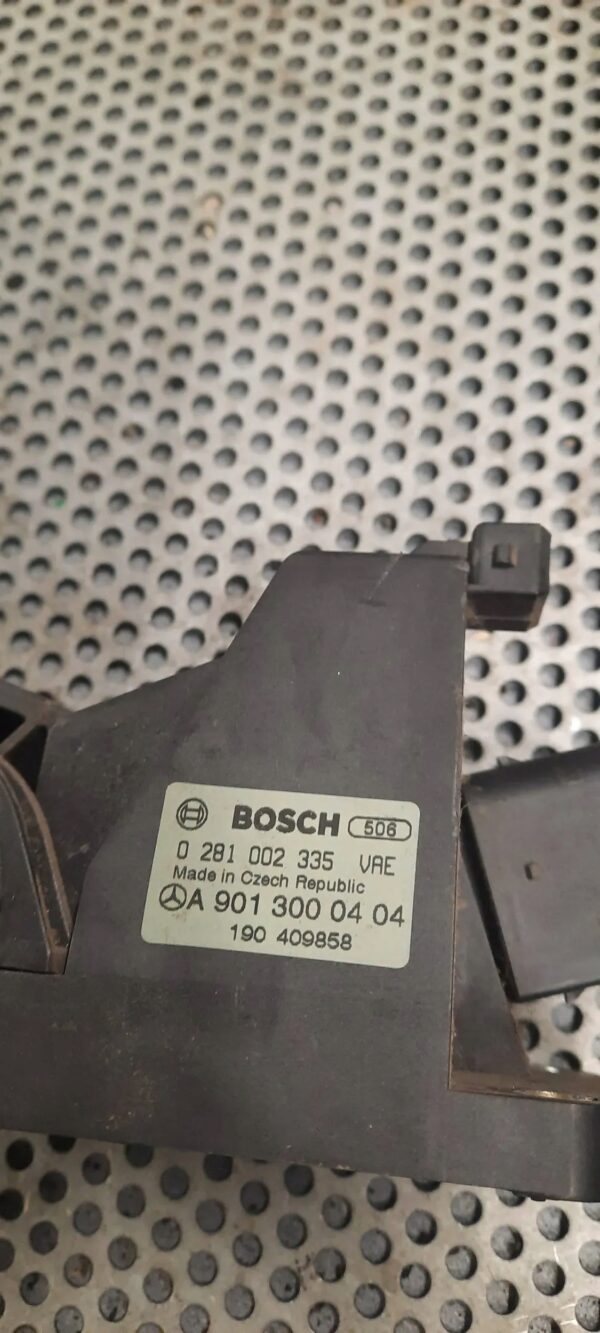 BOSCH 506
0 281 002 335 VAE
Made in Czech Republic
A 901 300 04 04
190 409858